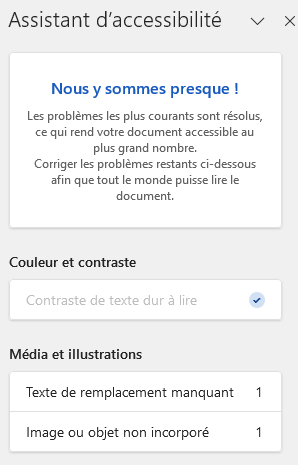 Assistant d'accessibilité
Nous y sommes presque !
Les problèmes les plus courants sont résolus,
ce qui rend votre document accessible au
plus grand nombre.
Corriger les problèmes restants ci-dessous
afin que tout le monde puisse lire le
document.
Couleur et contraste
Contraste de texte dur à lire
Média et illustrations
Texte de remplacement manquant 1
Image ou objet non incorporé 1